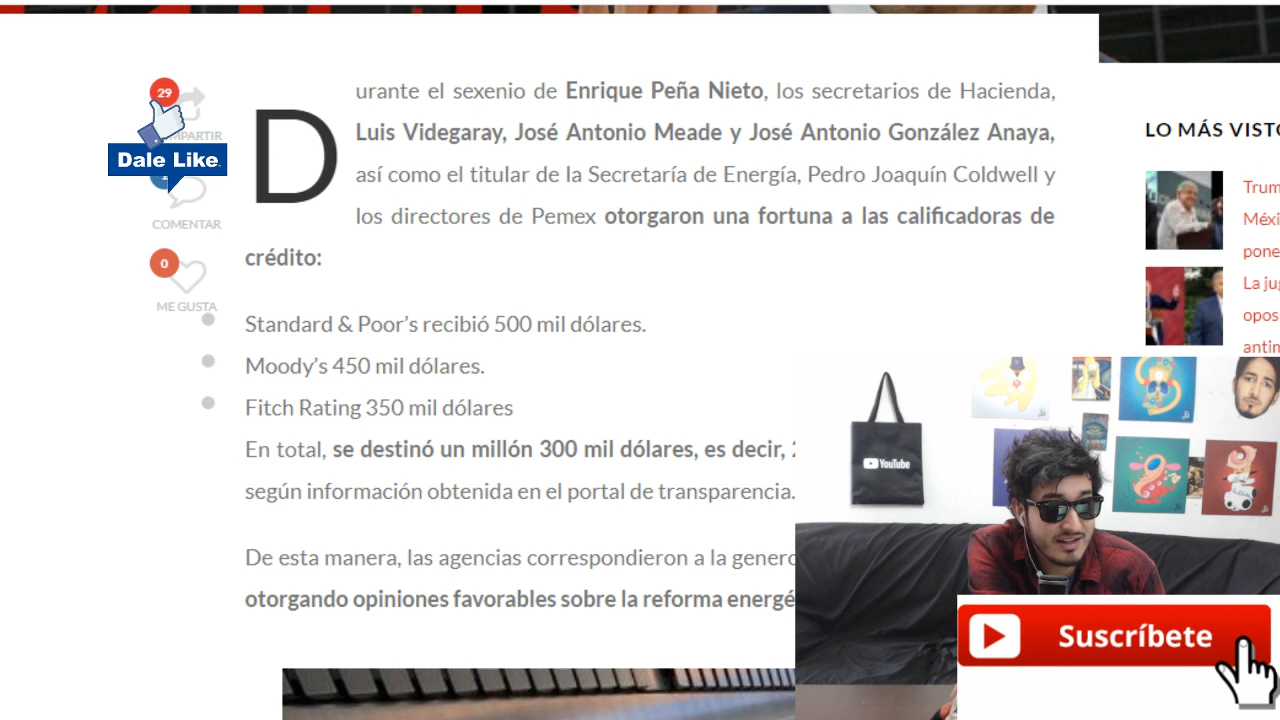 29
COMPARTIR
Dale Like
COMENTAR
0
ME GUSTA
Durante el sexenio de Enrique Peña Nieto, los secretarios de Hacienda,
Luis Videgaray, José Antonio Meade y José Antonio González Anaya,
así como el titular de la Secretaría de Energía, Pedro Joaquín Coldwell y
los directores de Pemex otorgaron una fortuna a las calificadoras de
crédito:
Standard & Poor’s recibió 500 mil dólares.
Moody’s 450 mil dólares.
Fitch Rating 350 mil dólares
En total, se destinó un millón 300 mil dólares, es decir,
según información obtenida en el portal de transparencia.
De esta manera, las agencias correspondieron a la genero
otorgando opiniones favorables sobre la reforma energé
LO MÁS VISTO
Trum
Méxi
pone
La jug
opos
antim
YouTube
Suscríbete